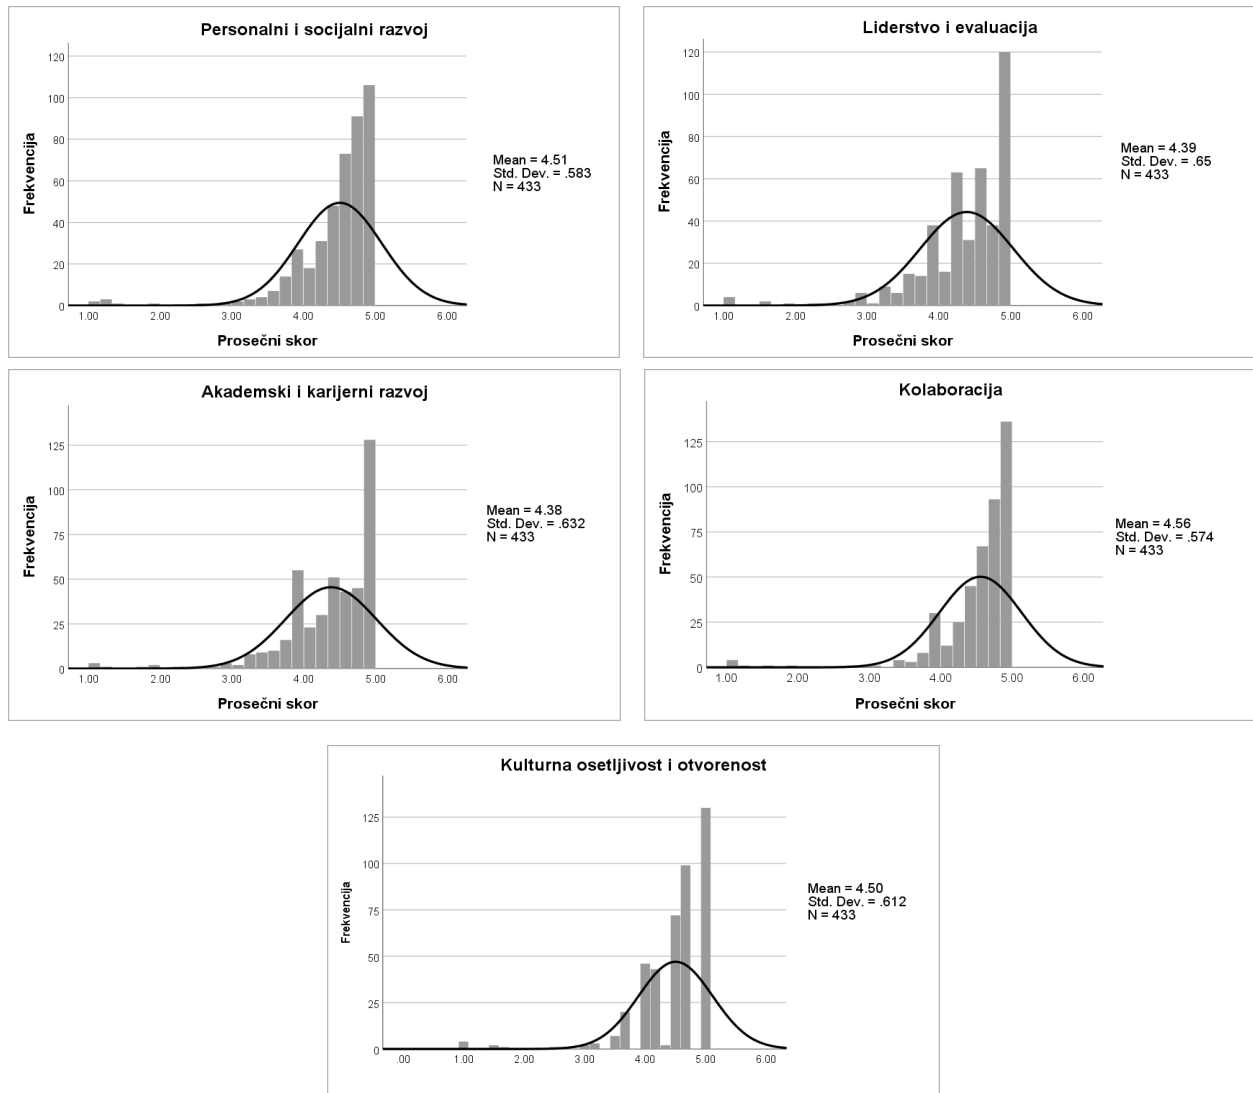 Personalni i socijalni razvoj
120
100
80
60
40
20
0
Frekvencija
1.00 2.00 3.00 4.00 5.00 6.00
Prosečni skor
Mean = 4.51
Std. Dev. = .583
N = 433
Liderstvo i evaluacija
120
100
80
60
40
20
0
Frekvencija
1.00 2.00 3.00 4.00 5.00 6.00
Prosečni skor
Mean = 4.39
Std. Dev. = .65
N = 433
Akademski i karijerni razvoj
125
100
75
50
25
0
Frekvencija
1.00 2.00 3.00 4.00 5.00 6.00
Prosečni skor
Mean = 4.38
Std. Dev. = .632
N = 433
Kolaboracija
125
100
75
50
25
0
Frekvencija
1.00 2.00 3.00 4.00 5.00 6.00
Prosečni skor
Mean = 4.56
Std. Dev. = .574
N = 433
Kulturna osetljivost i otvorenost
125
100
75
50
25
0
Frekvencija
.00 1.00 2.00 3.00 4.00 5.00 6.00
Mean = 4.50
Std. Dev. = .612
N = 433